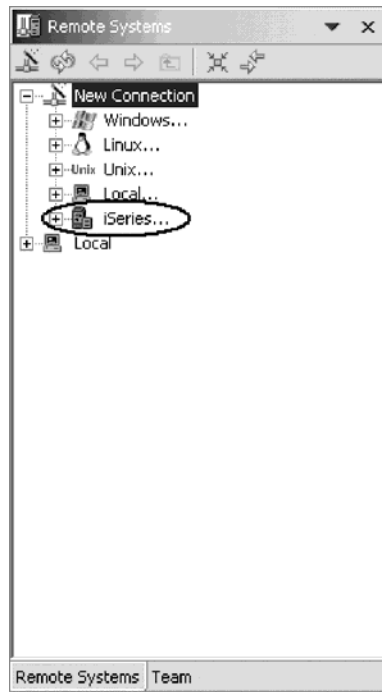 Remote Systems
New Connection
Windows...
Linux...
Unix Unix...
Local...
iSeries...
Local
Remote Systems Team